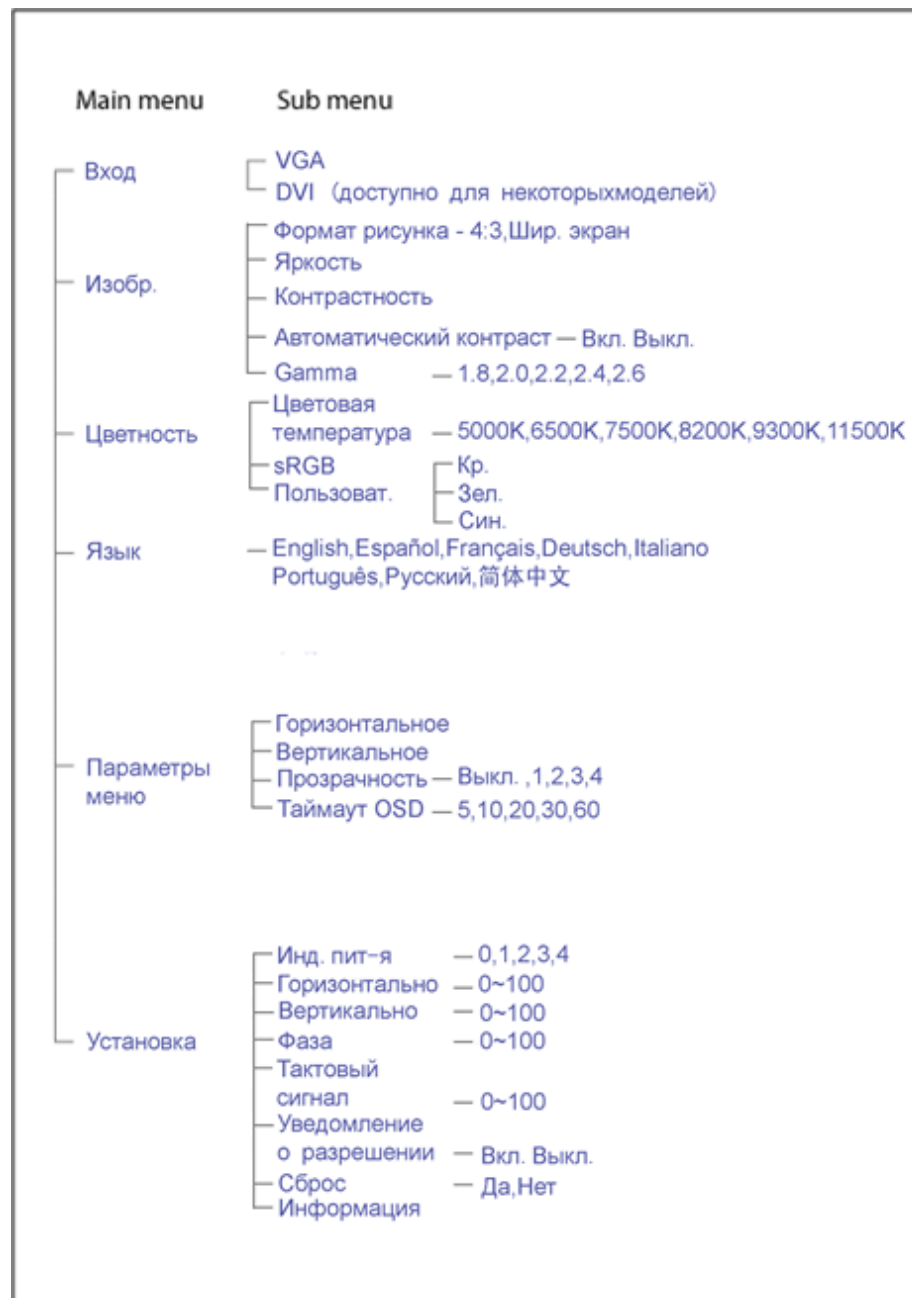 Main menu Sub menu
Вход
VGA
DVI (доступно для некоторыхмоделей)
Изобр.
Формат рисунка - 4:3,Шир. экран
Яркость
Контрастность
Автоматический контраст — Вкл. Выкл.
Gamma — 1.8,2.0,2.2,2.4,2.6
Цветность
Цветовая
температура — 5000K,6500K,7500K,8200K,9300K,11500K
sRGB
Пользоват.
Кр.
Зел.
Син.
Язык — English,Español,Français,Deutsch,Italiano
Português,Русский,简体中文
Параметры
меню
Горизонтальное
Вертикальное
Прозрачность — Выкл. ,1,2,3,4
Таймаут OSD — 5,10,20,30,60
Установка
Инд. пит-я — 0,1,2,3,4
Горизонтально — 0~100
Вертикально — 0~100
Фаза — 0~100
Тактовый
сигнал — 0~100
Уведомление
о разрешении — Вкл. Выкл.
Сброс — Да,Нет
Информация